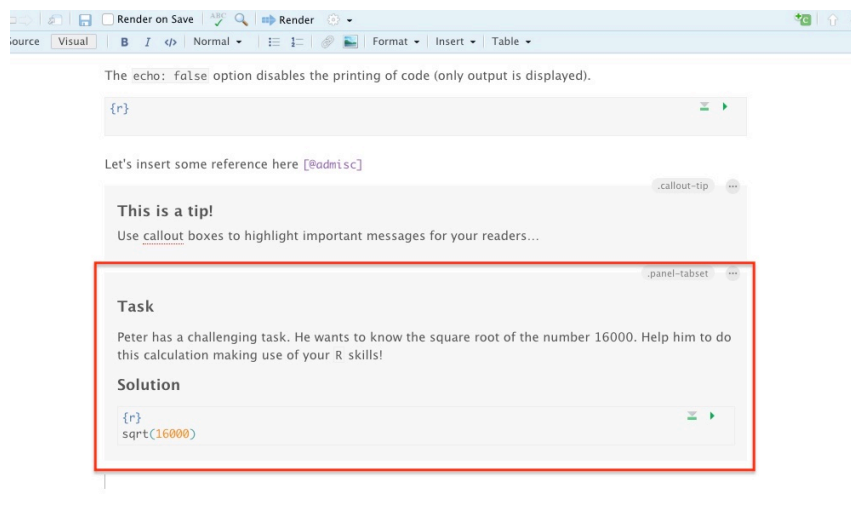 Render on Save ABC Render
Source Visual B I </> Normal Format Insert Table
The echo: false option disables the printing of code (only output is displayed).
{r}
Let's insert some reference here [@admisc]
.callout-tip
This is a tip!
Use callout boxes to highlight important messages for your readers...
.panel-tabset
Task
Peter has a challenging task. He wants to know the square root of the number 16000. Help him to do
this calculation making use of your R skills!
Solution
{r}
sqrt(16000)